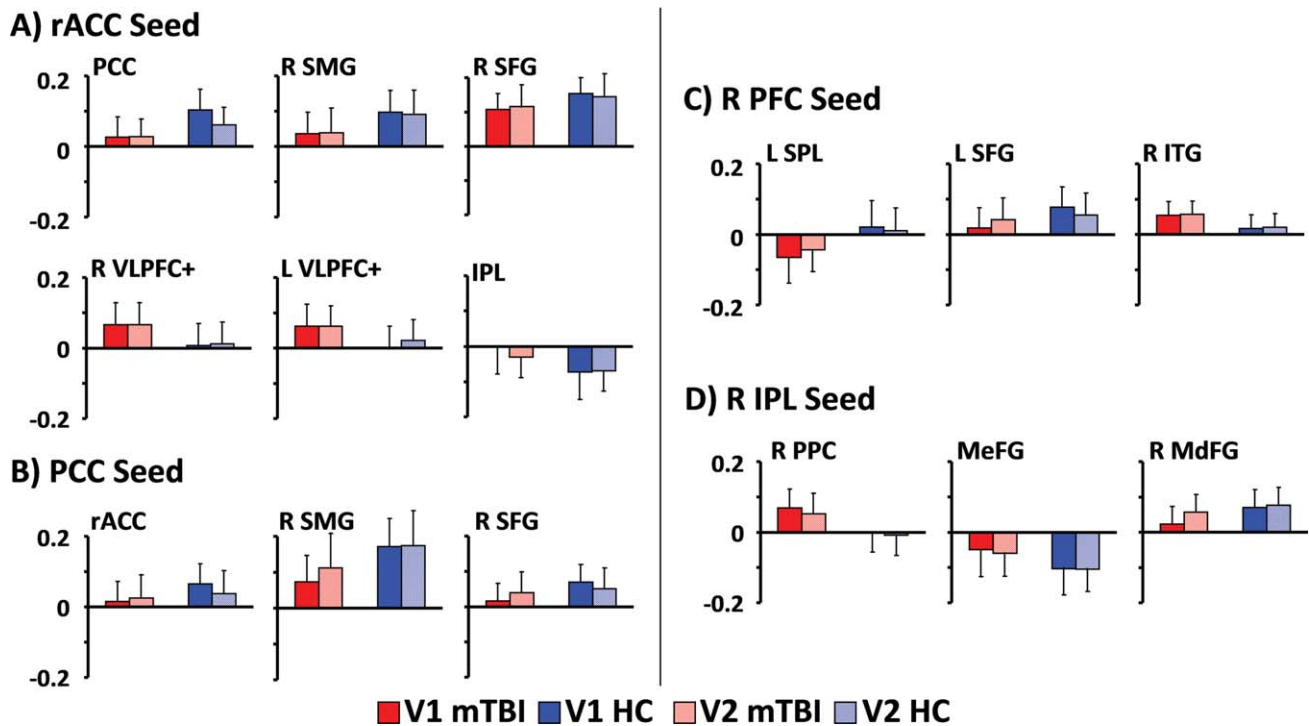 A) rACC Seed
PCC R SMG R SFG
0.2
0
-0.2
R VLPFC+ L VLPFC+ IPL
0.2
0
-0.2
B) PCC Seed
rACC R SMG R SFG
0.2
0
-0.2
C) R PFC Seed
L SPL L SFG R ITG
0.2
0
-0.2
D) R IPL Seed
R PPC MeFG R MdFG
0.2
0
-0.2
V1 mTBI V1 HC V2 mTBI V2 HC